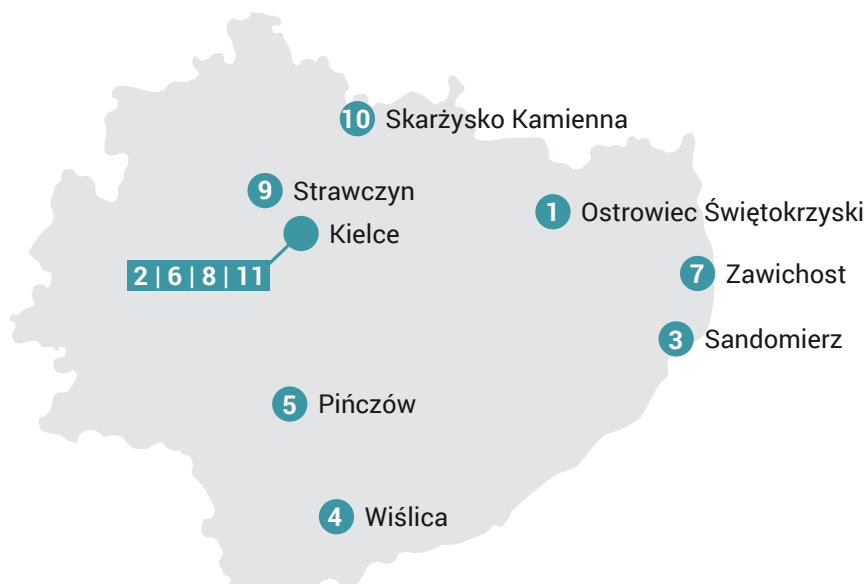 10 Skarżysko Kamienna
9 Strawczyn
1 Ostrowiec Świętokrzyski
Kielce
2 | 6 | 8 | 11
7 Zawichost
3 Sandomierz
5 Pińczów
4 Wiślica